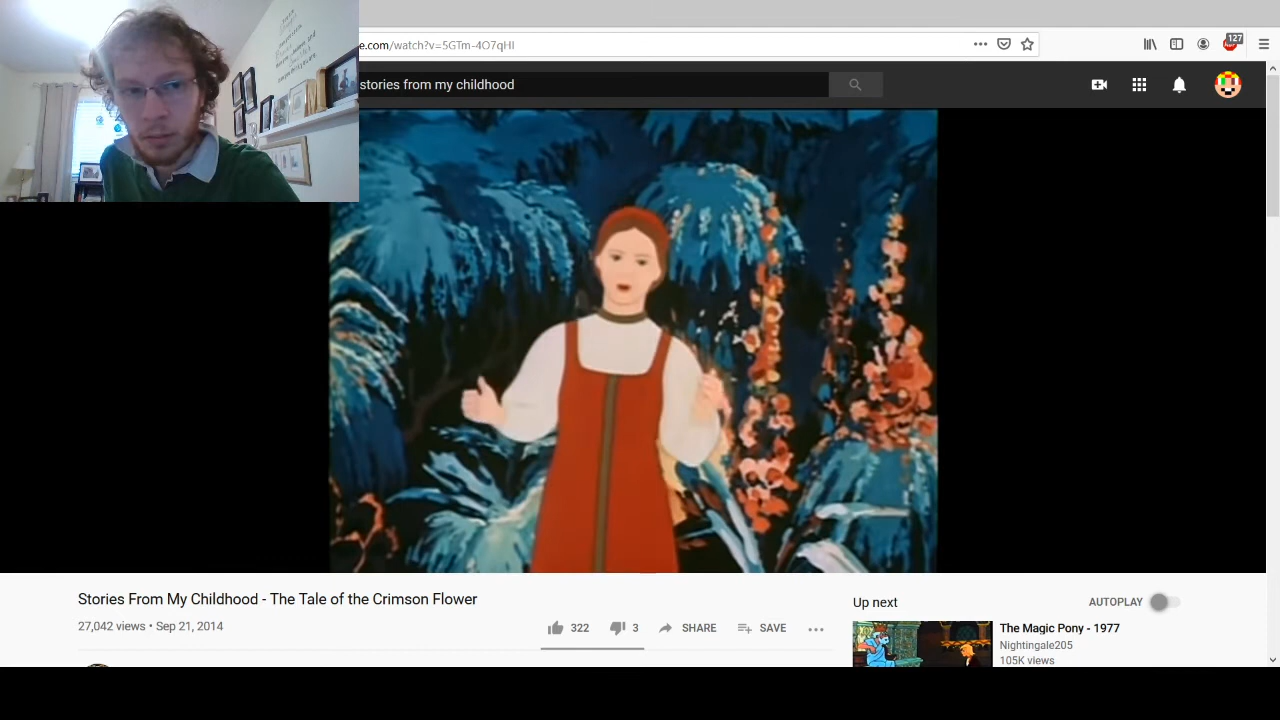 e.com/watch?v=5GTm-4O7qHI
127
stories from my childhood
Stories From My Childhood - The Tale of the Crimson Flower
27,042 views • Sep 21, 2014
322
3
SHARE
SAVE
Up next
AUTOPLAY
The Magic Pony - 1977
Nightingale205
105K views